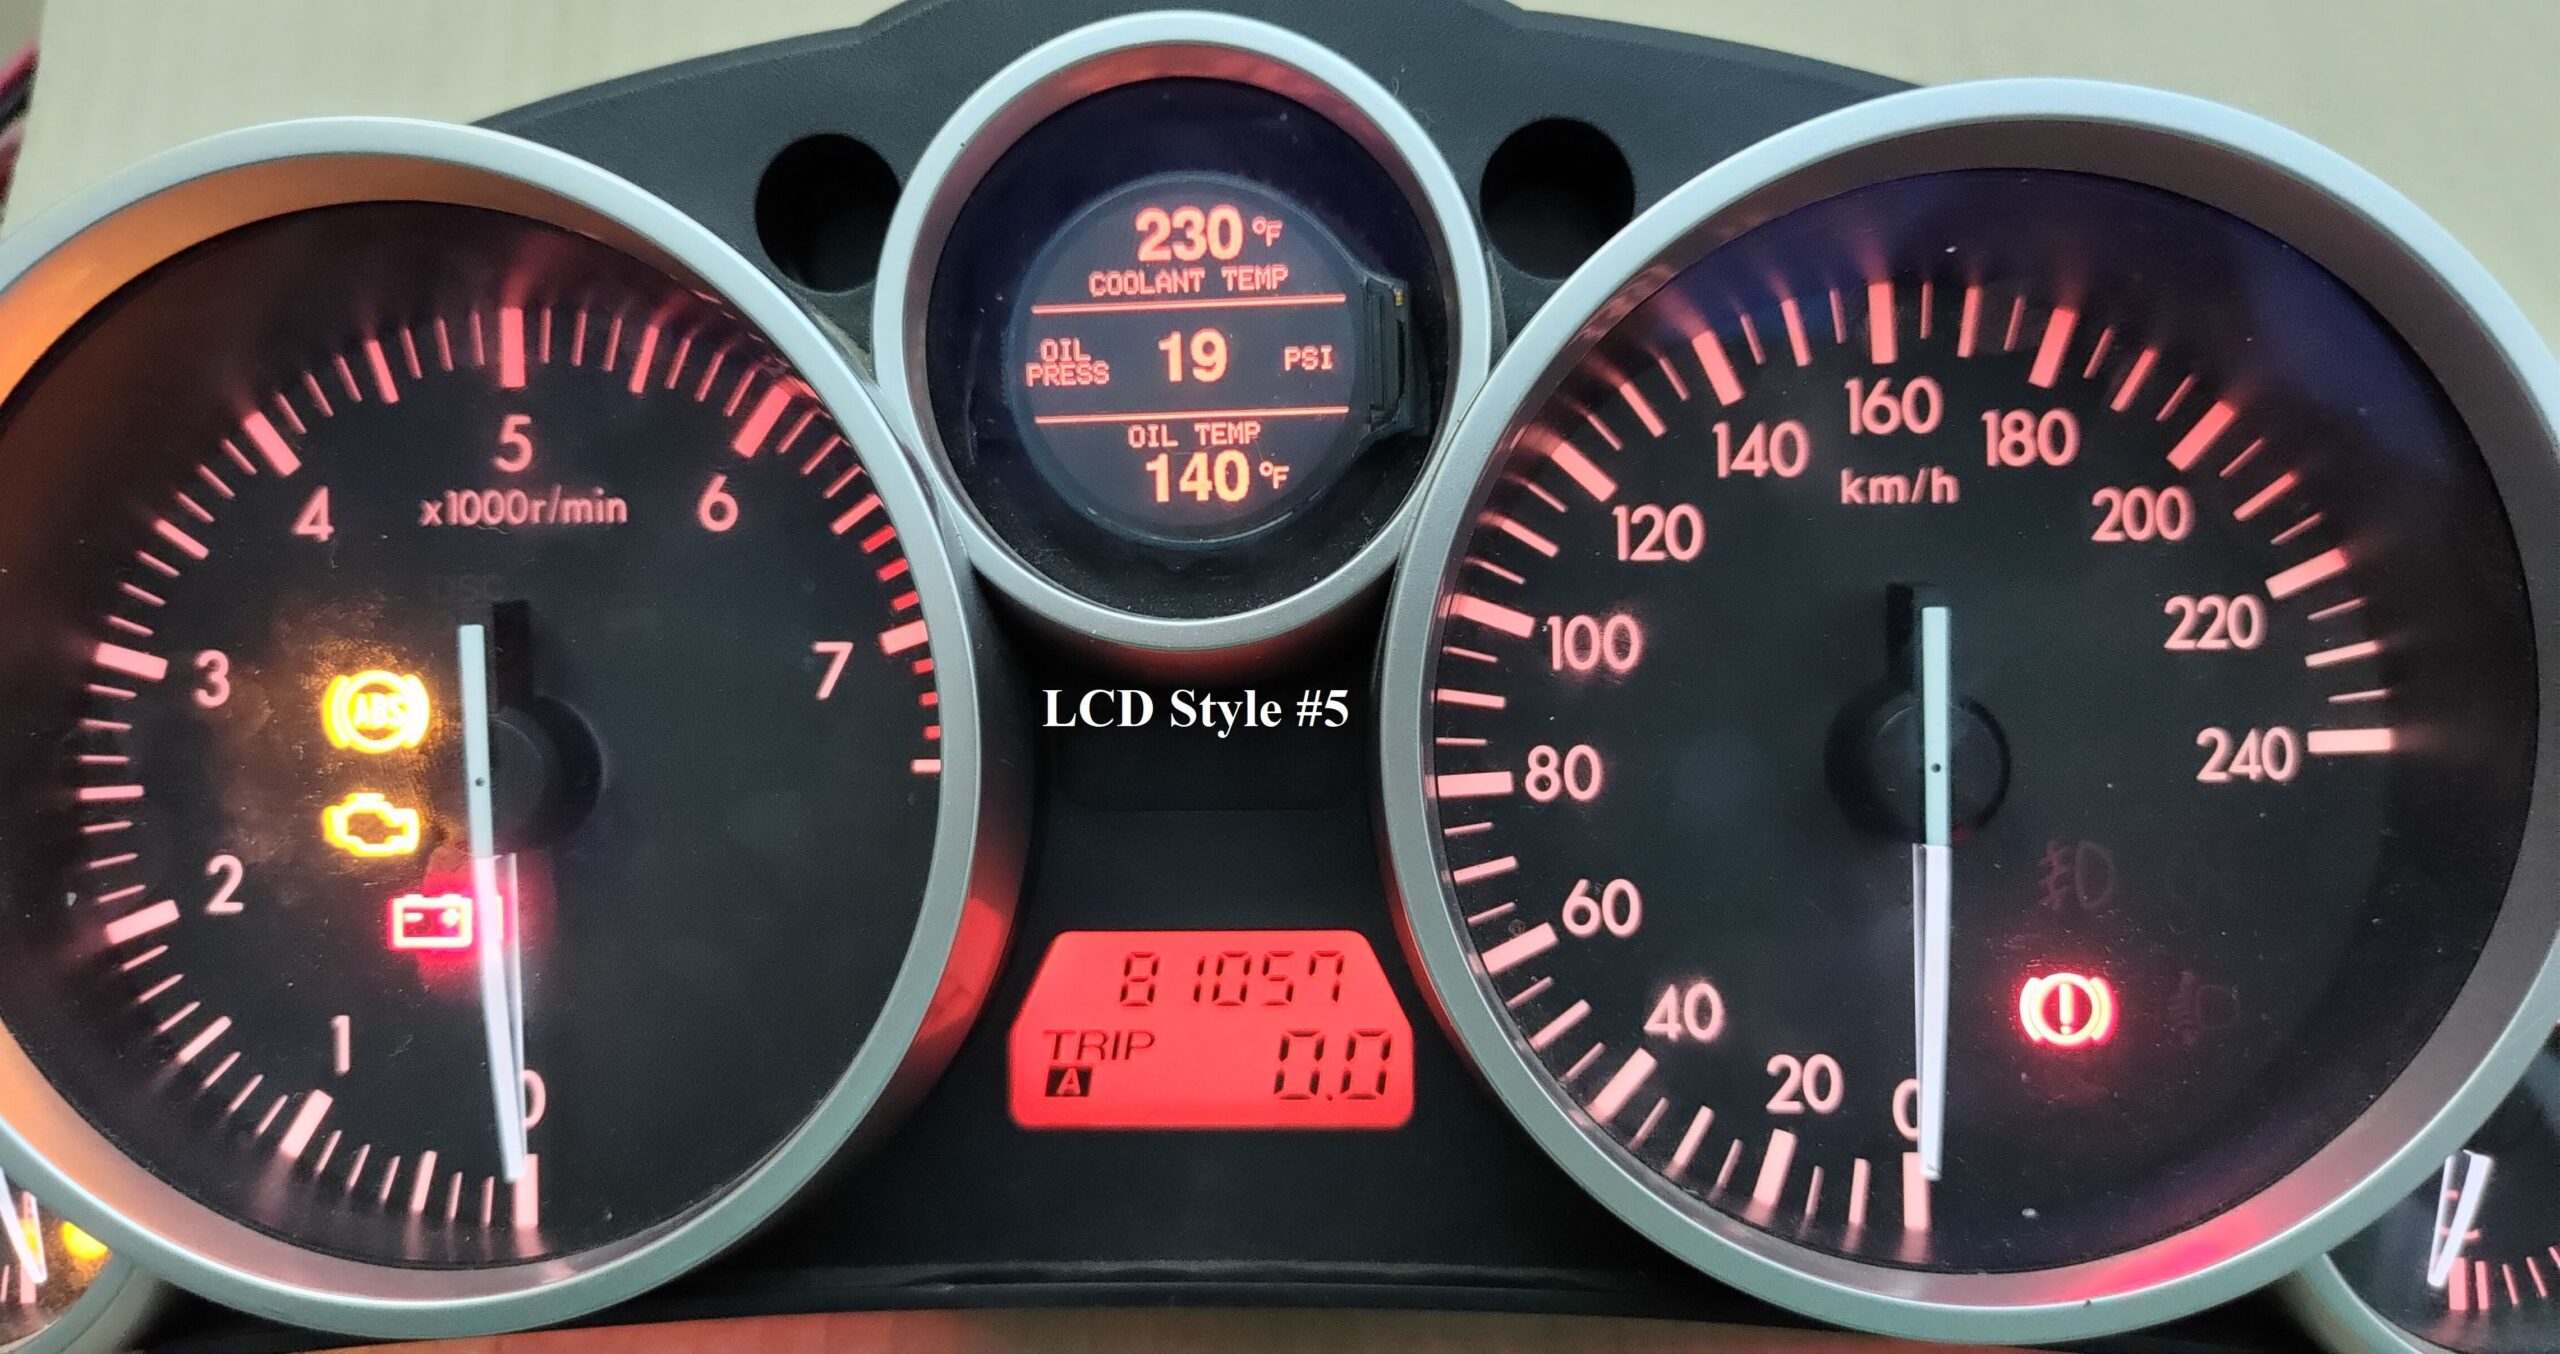 230 °F
COOLANT TEMP
OIL PRESS 19 PSI
OIL TEMP
140 °F
0
1
2
3
4
5
6
7
x1000r/min
DSC
ABS
LCD Style #5
81057
TRIP
A 0.0
0
20
40
60
80
100
120
140
160
180
200
220
240
km/h